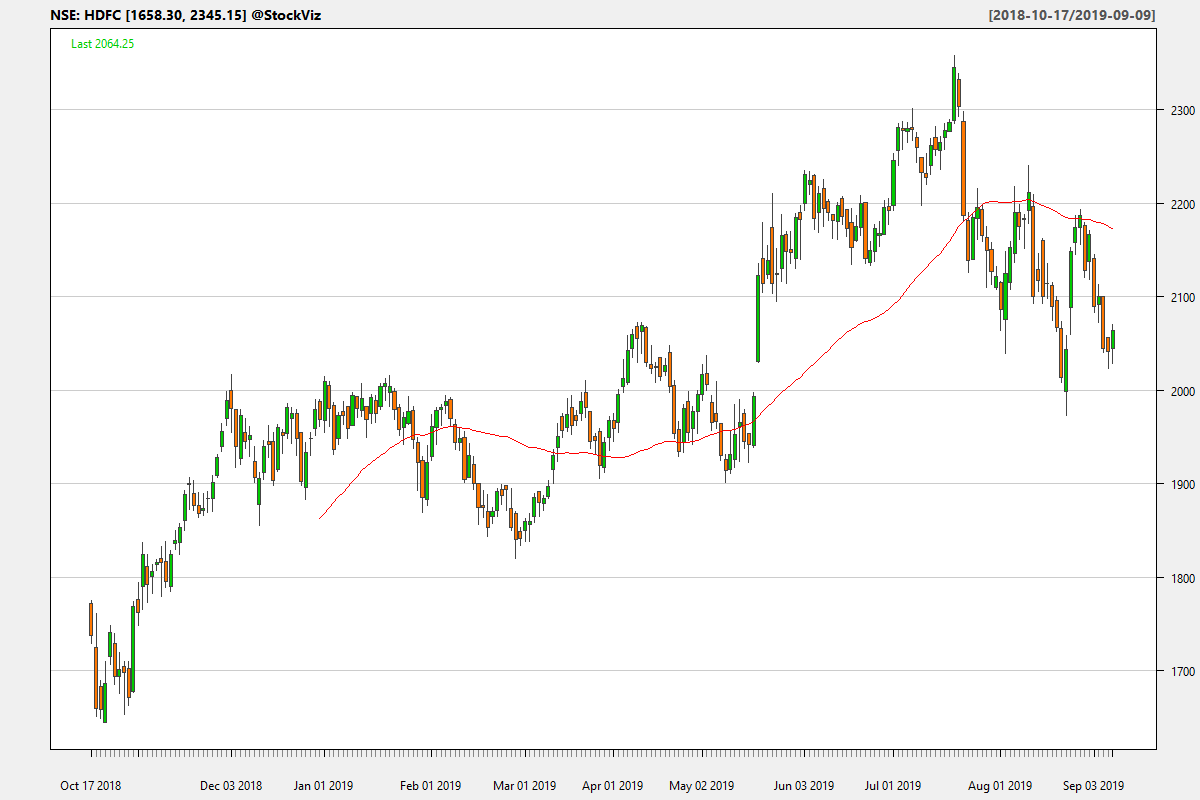 NSE: HDFC [1658.30, 2345.15] @StockViz [2018-10-17/2019-09-09]
Last 2064.25
2300
2200
2100
2000
1900
1800
1700
Oct 17 2018 Dec 03 2018 Jan 01 2019 Feb 01 2019 Mar 01 2019 Apr 01 2019 May 02 2019 Jun 03 2019 Jul 01 2019 Aug 01 2019 Sep 03 2019